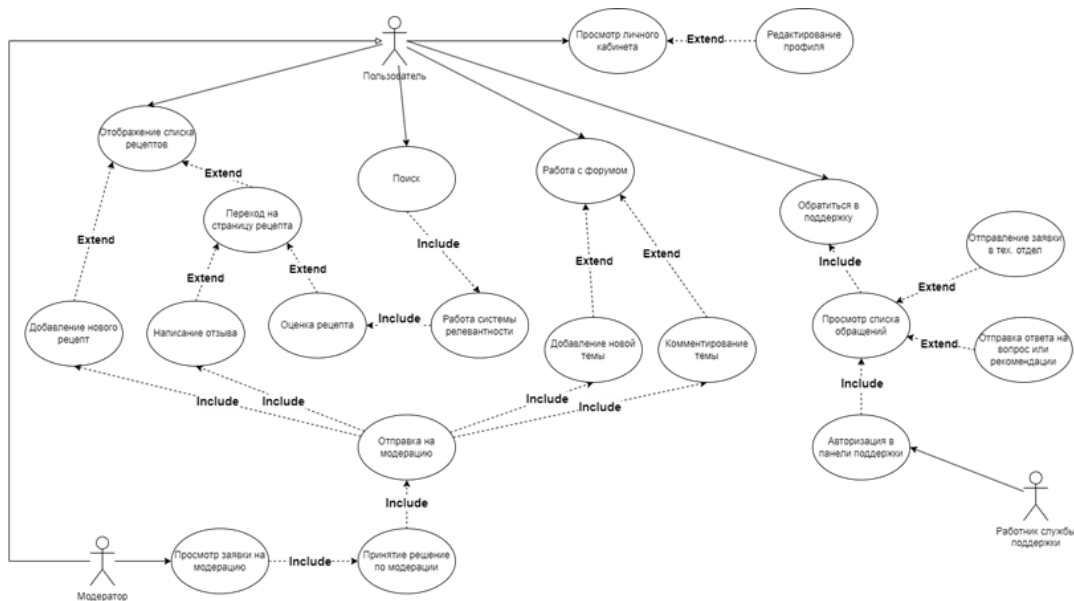 Просмотр личного
кабинета
Extend
Редактирование
профиля
Пользователь
Отображение списка
рецептов
Extend
Поиск
Работа с форумом
Обратиться в
поддержку
Переход на
страницу рецепта
Extend
Include
Extend
Extend
Extend
Extend
Include
Отправление заявки
в тех. отдел
Extend
Добавление нового
рецепт
Написание отзыва
Оценка рецепта
Include
Работа системы
релевантности
Добавление новой
темы
Комментирование
темы
Просмотр списка
обращений
Extend
Отправка ответа на
вопрос или
рекомендации
Include
Include
Include
Include
Include
Отправка на
модерацию
Авторизация в
панели поддержки
Include
Работник службы
поддержки
Просмотр заявки на
модерацию
Include
Принятие решение
по модерации
Модератор